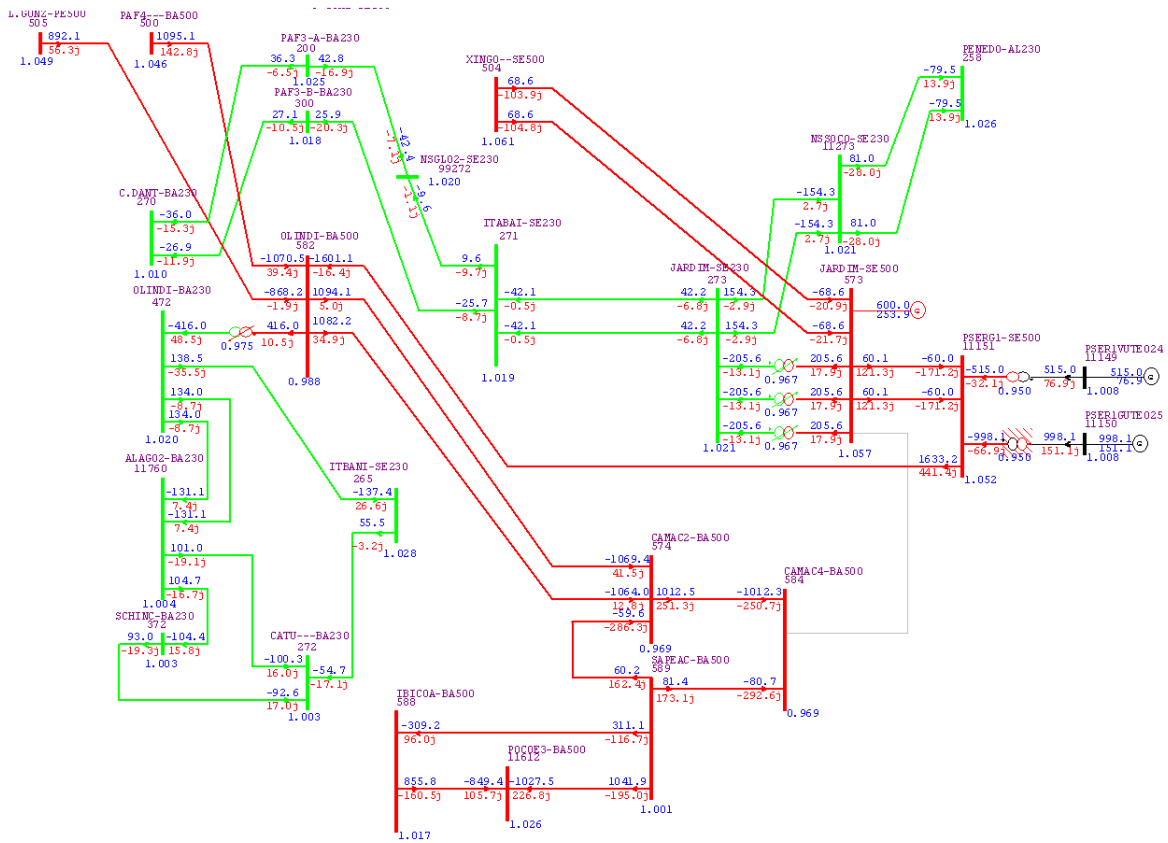 L.GUN2-PE500
505
892.1
56.3j
1.049
PAF4---BA500
500
1095.1
142.8j
1.046
PAF3-A-BA230
200
36.3
42.8
-6.5j
-16.9j
1.025
PAF3-B-BA230
300
27.1
25.9
-10.5j
-20.3j
1.018
XINGO--SE500
504
68.6
-103.9j
68.6
-104.8j
1.061
PENEDO-AL230
258
-79.5
13.9j
-79.5
13.9j
1.026
NSSOCO-SE230
11273
81.0
-28.0j
-154.3
2.7j
-154.3
81.0
2.7j
-28.0j
1.021
-42.4
-7.1j
NSGLO2-SE230
99272
1.020
-9.6
-1.1j
C.DANT-BA230
270
-36.0
-15.3j
-26.9
-11.9j
1.010
OLINDI-BA500
582
-1070.5
-1601.1
39.4j
-16.4j
-868.2
1094.1
-1.9j
5.0j
416.0
1082.2
10.5j
34.9j
0.988
ITABAI-SE230
271
9.6
-9.7j
-25.7
-42.1
-8.7j
-0.5j
-42.1
-0.5j
1.019
OLINDI-BA230
472
-416.0
48.5j
0.975
138.5
-35.5j
134.0
-8.7j
134.0
-8.7j
1.020
JARDIM-SE230
273
42.2
154.3
-6.8j
-2.9j
42.2
154.3
-6.8j
-2.9j
-205.6
-13.1j
0.967
-205.6
-13.1j
0.967
-205.6
-13.1j
0.967
1.021
JARDIM-SE500
573
-68.6
-20.9j
600.0
253.9
-68.6
-21.7j
205.6
60.1
17.9j
121.3j
205.6
60.1
17.9j
121.3j
205.6
17.9j
1.057
PSERG1-SE500
11151
-60.0
-171.2j
-515.0
-32.1j
0.950
-60.0
-171.2j
-998.1
-66.9j
0.950
1633.2
441.4j
1.052
PSER1VUTE024
11149
515.0
76.9j
515.0
76.9
1.008
PSER1GUTE025
11150
998.1
151.1j
998.1
151.1
1.008
ALAGO2-BA230
11760
-131.1
7.4j
-131.1
7.4j
101.0
-19.1j
104.7
-16.7j
1.004
ITBANI-SE230
265
-137.4
26.6j
55.5
-3.2j
1.028
SCHINC-BA230
372
93.0
-104.4
-19.3j
15.8j
1.003
CATU---BA230
272
-100.3
-54.7
16.0j
-17.1j
-92.6
17.0j
1.003
CAMAC2-BA500
574
-1069.4
41.5j
-1064.0
1012.5
12.8j
251.3j
-59.6
-286.3j
0.969
CAMAC4-BA500
584
-1012.3
-250.7j
-80.7
-292.6j
0.969
SAPEAC-BA500
589
60.2
81.4
162.4j
173.1j
311.1
-116.7j
1041.9
-195.0j
1.001
IBICOA-BA500
588
-309.2
96.0j
855.8
-160.5j
1.017
POCOE3-BA500
11612
-849.4
-1027.5
105.7j
226.8j
1.026